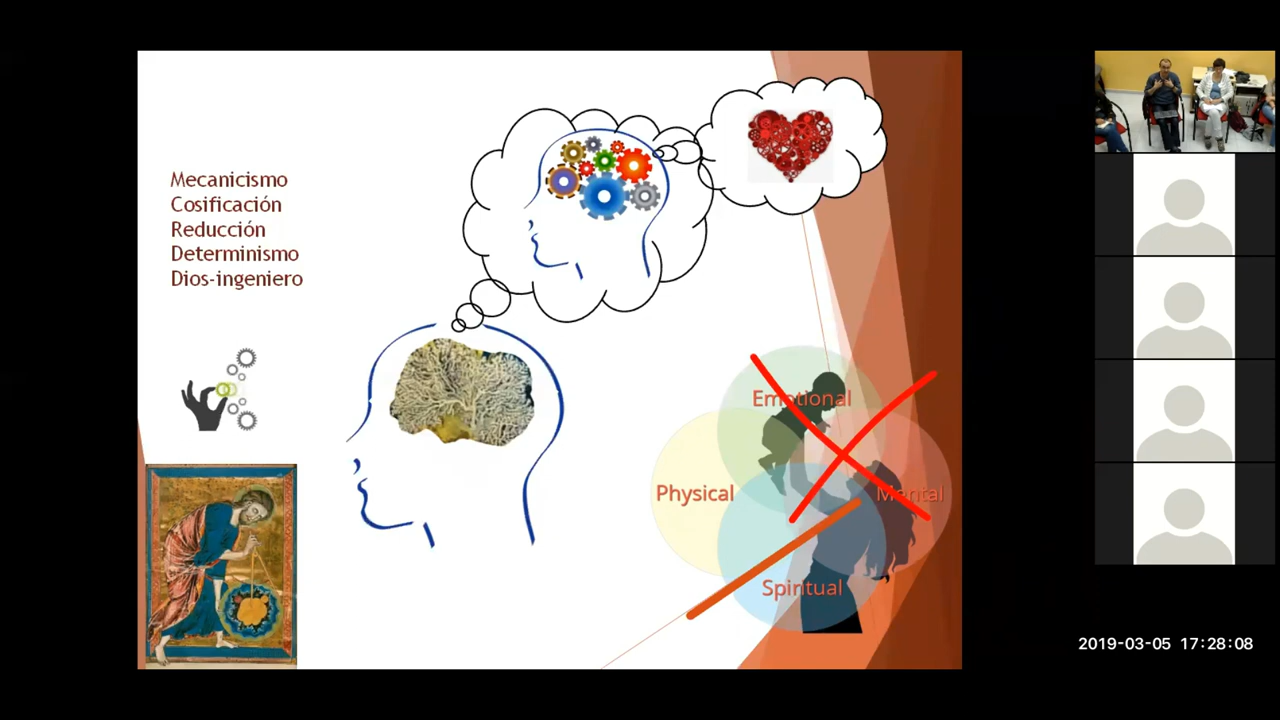 Mecanicismo
Cosificación
Reducción
Determinismo
Dios-ingeniero
Emotional
Physical
Mental
Spiritual
2019-03-05 17:28:08